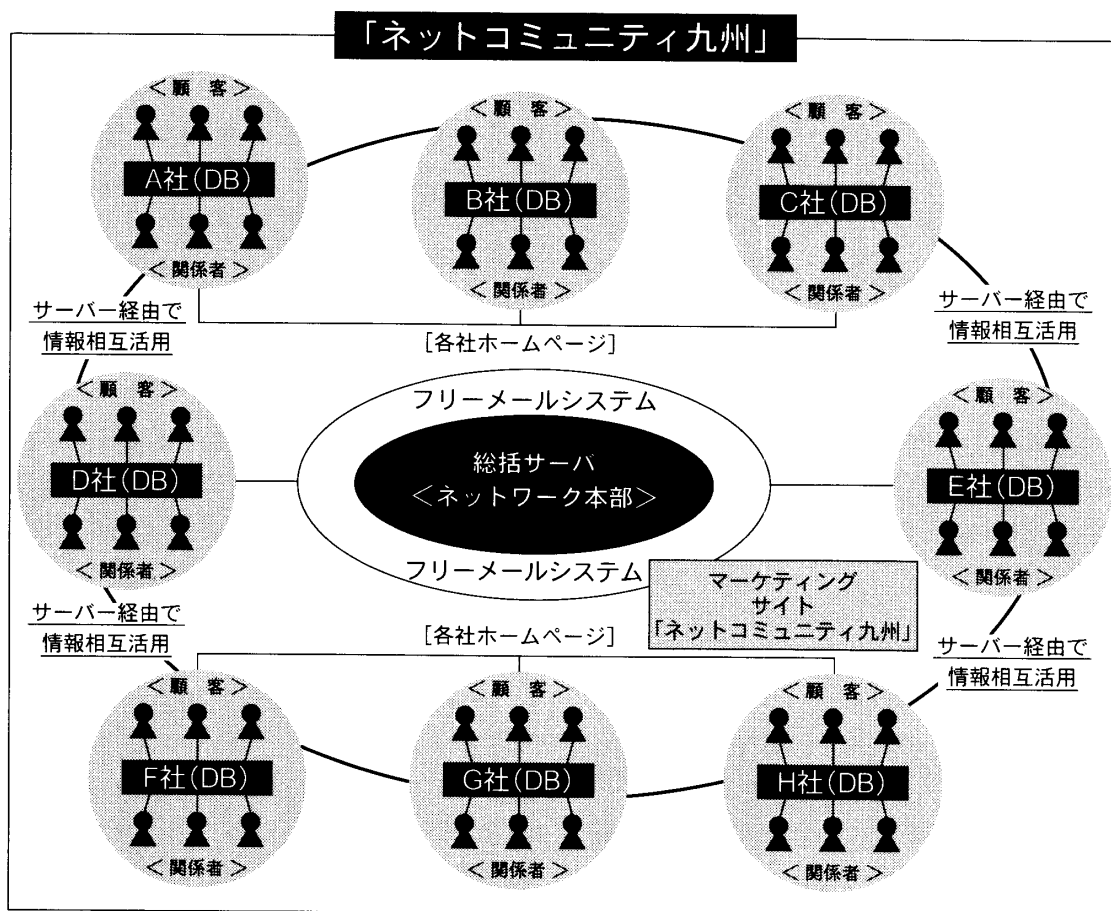 「ネットコミュニティ九州」
＜顧 客＞
A社(DB)
＜関係者＞
＜顧 客＞
B社(DB)
＜関係者＞
＜顧 客＞
C社(DB)
＜関係者＞
サーバー経由で
情報相互活用
[各社ホームページ]
サーバー経由で
情報相互活用
＜顧 客＞
D社(DB)
＜関係者＞
フリーメールシステム
総括サーバ
＜ネットワーク本部＞
フリーメールシステム
＜顧 客＞
E社(DB)
＜関係者＞
マーケティング
サイト
「ネットコミュニティ九州」
サーバー経由で
情報相互活用
[各社ホームページ]
サーバー経由で
情報相互活用
＜顧 客＞
F社(DB)
＜関係者＞
＜顧 客＞
G社(DB)
＜関係者＞
＜顧 客＞
H社(DB)
＜関係者＞